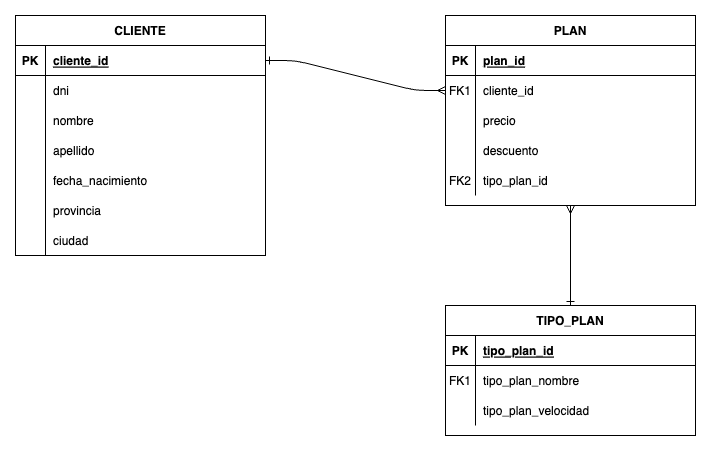 CLIENTE
PK cliente_id
dni
nombre
apellido
fecha_nacimiento
provincia
ciudad
PLAN
PK plan_id
FK1 cliente_id
precio
descuento
FK2 tipo_plan_id
TIPO_PLAN
PK tipo_plan_id
FK1 tipo_plan_nombre
tipo_plan_velocidad